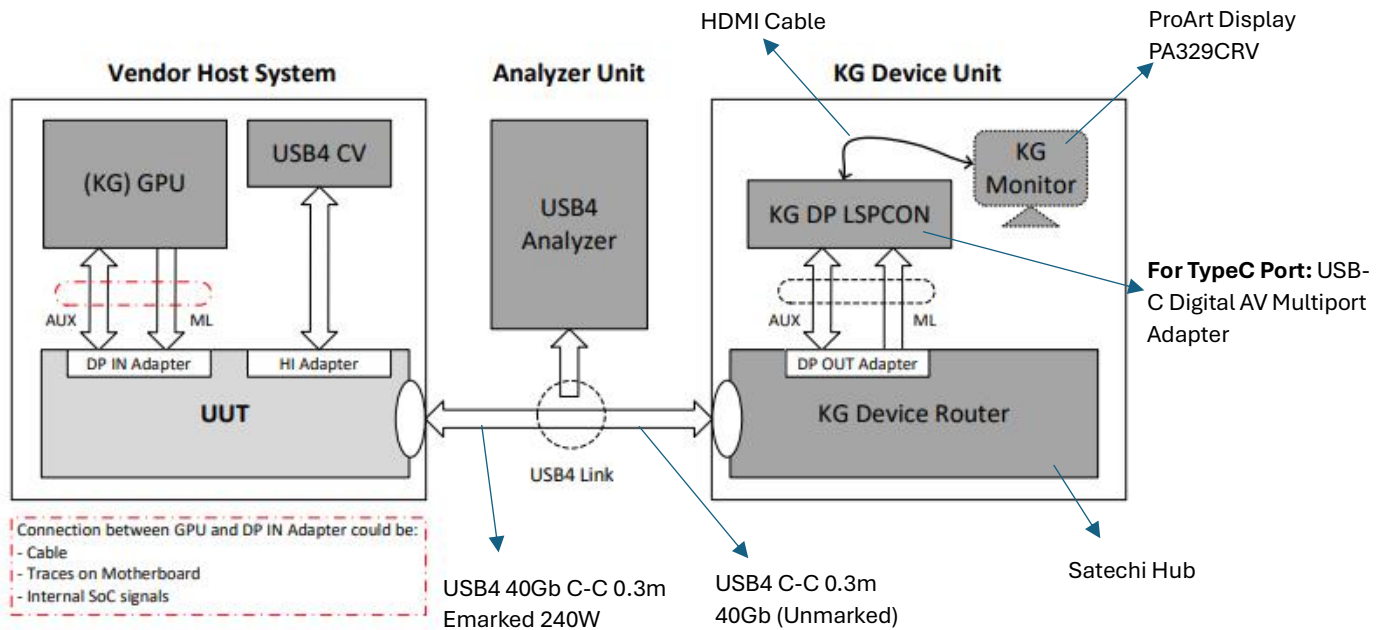 HDMI Cable
ProArt Display
PA329CRV
Vendor Host System
Analyzer Unit
KG Device Unit
(KG) GPU
USB4 CV
USB4
Analyzer
KG
Monitor
KG DP LSPCON
For TypeC Port: USB-
C Digital AV Multiport
Adapter
AUX
ML
AUX
ML
DP IN Adapter
HI Adapter
DP OUT Adapter
UUT
KG Device Router
USB4 Link
Connection between GPU and DP IN Adapter could be:
- Cable
- Traces on Motherboard
- Internal SoC signals
USB4 40Gb C-C 0.3m
Emarked 240W
USB4 C-C 0.3m
40Gb (Unmarked)
Satechi Hub